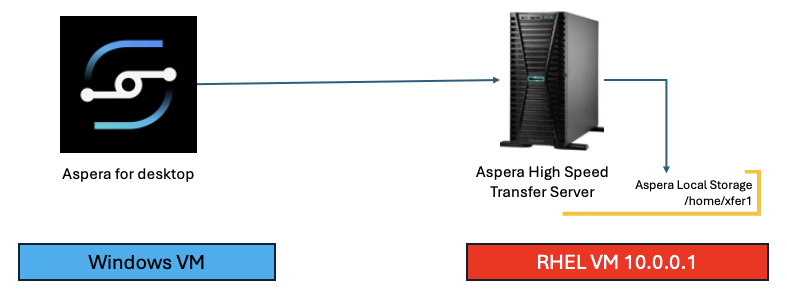 Aspera for desktop
Aspera High Speed
Transfer Server
Aspera Local Storage
/home/xfer1
Windows VM
RHEL VM 10.0.0.1